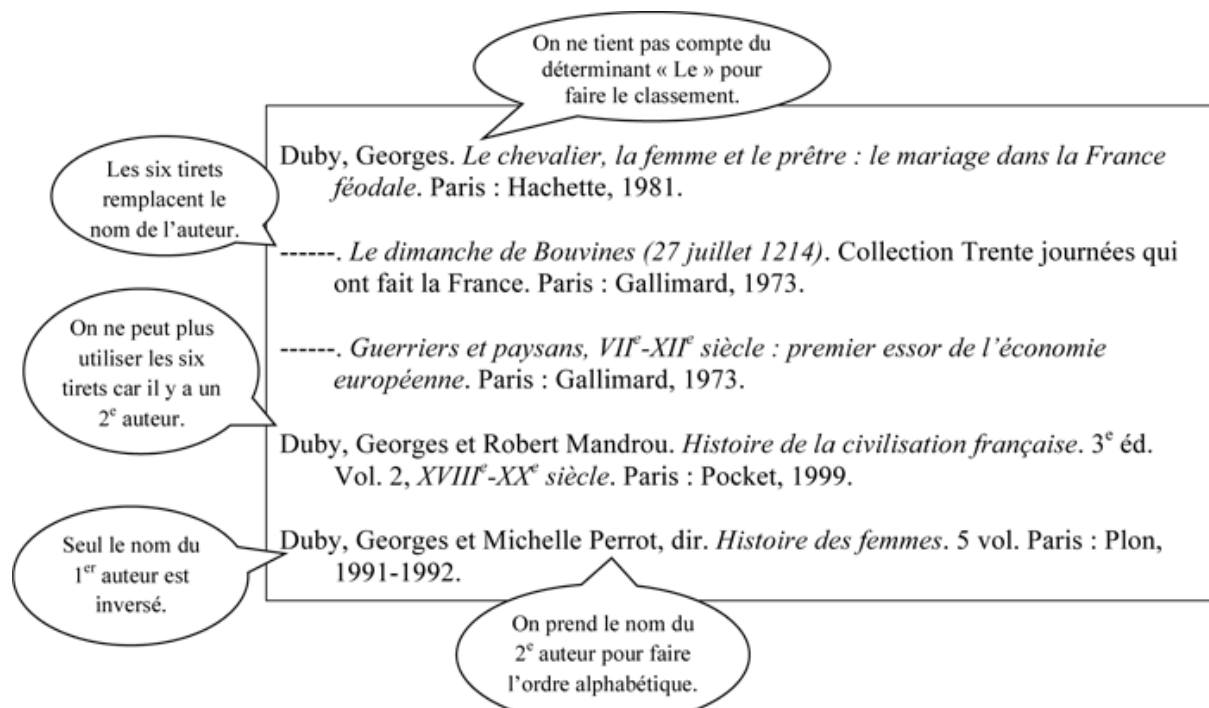 On ne tient pas compte du
déterminant « Le » pour
faire le classement.
Duby, Georges. Le chevalier, la femme et le prêtre : le mariage dans la France
féodale. Paris : Hachette, 1981.
Les six tirets
remplacent le
nom de l’auteur.
------. Le dimanche de Bouvines (27 juillet 1214). Collection Trente journées qui
ont fait la France. Paris : Gallimard, 1973.
On ne peut plus
utiliser les six
tirets car il y a un
2e auteur.
------. Guerriers et paysans, VIIe-XIIe siècle : premier essor de l’économie
européenne. Paris : Gallimard, 1973.
Duby, Georges et Robert Mandrou. Histoire de la civilisation française. 3e éd.
Vol. 2, XVIIIe-XXe siècle. Paris : Pocket, 1999.
Seul le nom du
1er auteur est
inversé.
Duby, Georges et Michelle Perrot, dir. Histoire des femmes. 5 vol. Paris : Plon,
1991-1992.
On prend le nom du
2e auteur pour faire
l’ordre alphabétique.